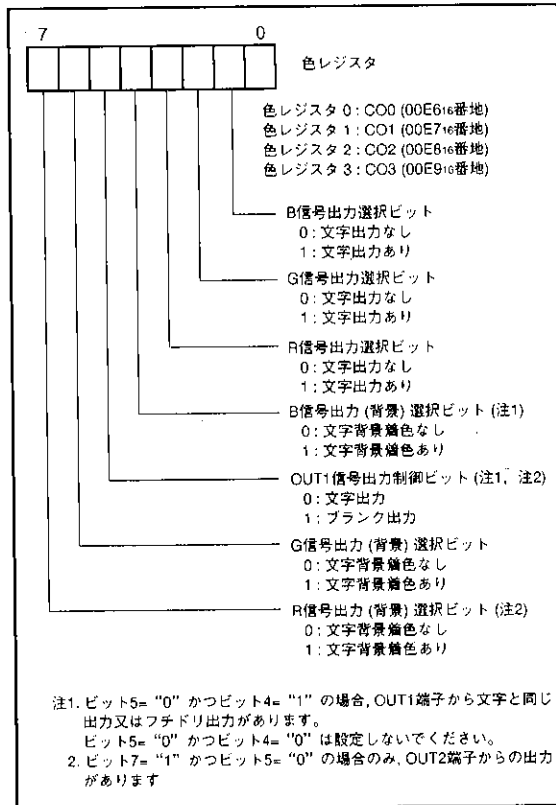 7 0
色レジスタ
色レジスタ 0 : CO0 (00E616番地)
色レジスタ 1 : CO1 (00E716番地)
色レジスタ 2 : CO2 (00E816番地)
色レジスタ 3 : CO3 (00E916番地)
B信号出力選択ビット
0 : 文字出力なし
1 : 文字出力あり
G信号出力選択ビット
0 : 文字出力なし
1 : 文字出力あり
R信号出力選択ビット
0 : 文字出力なし
1 : 文字出力あり
B信号出力 (背景) 選択ビット (注1)
0 : 文字背景着色なし
1 : 文字背景着色あり
OUT1信号出力制御ビット (注1, 注2)
0 : 文字出力
1 : ブランク出力
G信号出力 (背景) 選択ビット
0 : 文字背景着色なし
1 : 文字背景着色あり
R信号出力 (背景) 選択ビット (注2)
0 : 文字背景着色なし
1 : 文字背景着色あり
注1. ビット5= “0” かつビット4= “1” の場合, OUT1端子から文字と同じ
出力又はフチドリ出力があります。
ビット5= “0” かつビット4= “0” は設定しないでください。
2. ビット7= “1” かつビット5= “0” の場合のみ, OUT2端子からの出力
があります